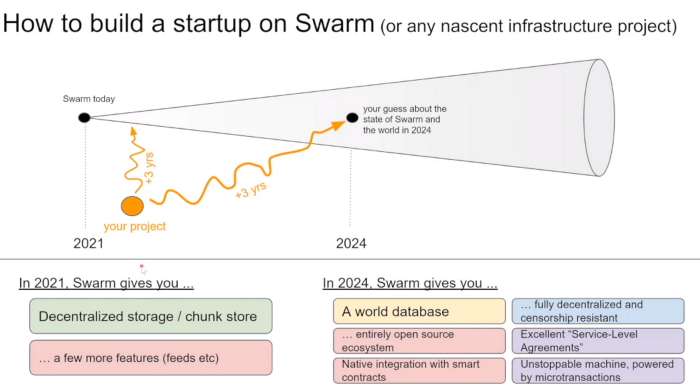 How to build a startup on Swarm (or any nascent infrastructure project)
Swarm today
your guess about the
state of Swarm and
the world in 2024
+3 yrs
+3 yrs
your project
2021
2024
In 2021, Swarm gives you ...
Decentralized storage / chunk store
... a few more features (feeds etc)
In 2024, Swarm gives you ...
A world database
... fully decentralized and
censorship resistant
... entirely open source
ecosystem
Excellent “Service-Level
Agreements”
Native integration with smart
contracts
Unstoppable machine, powered
by microtransactions